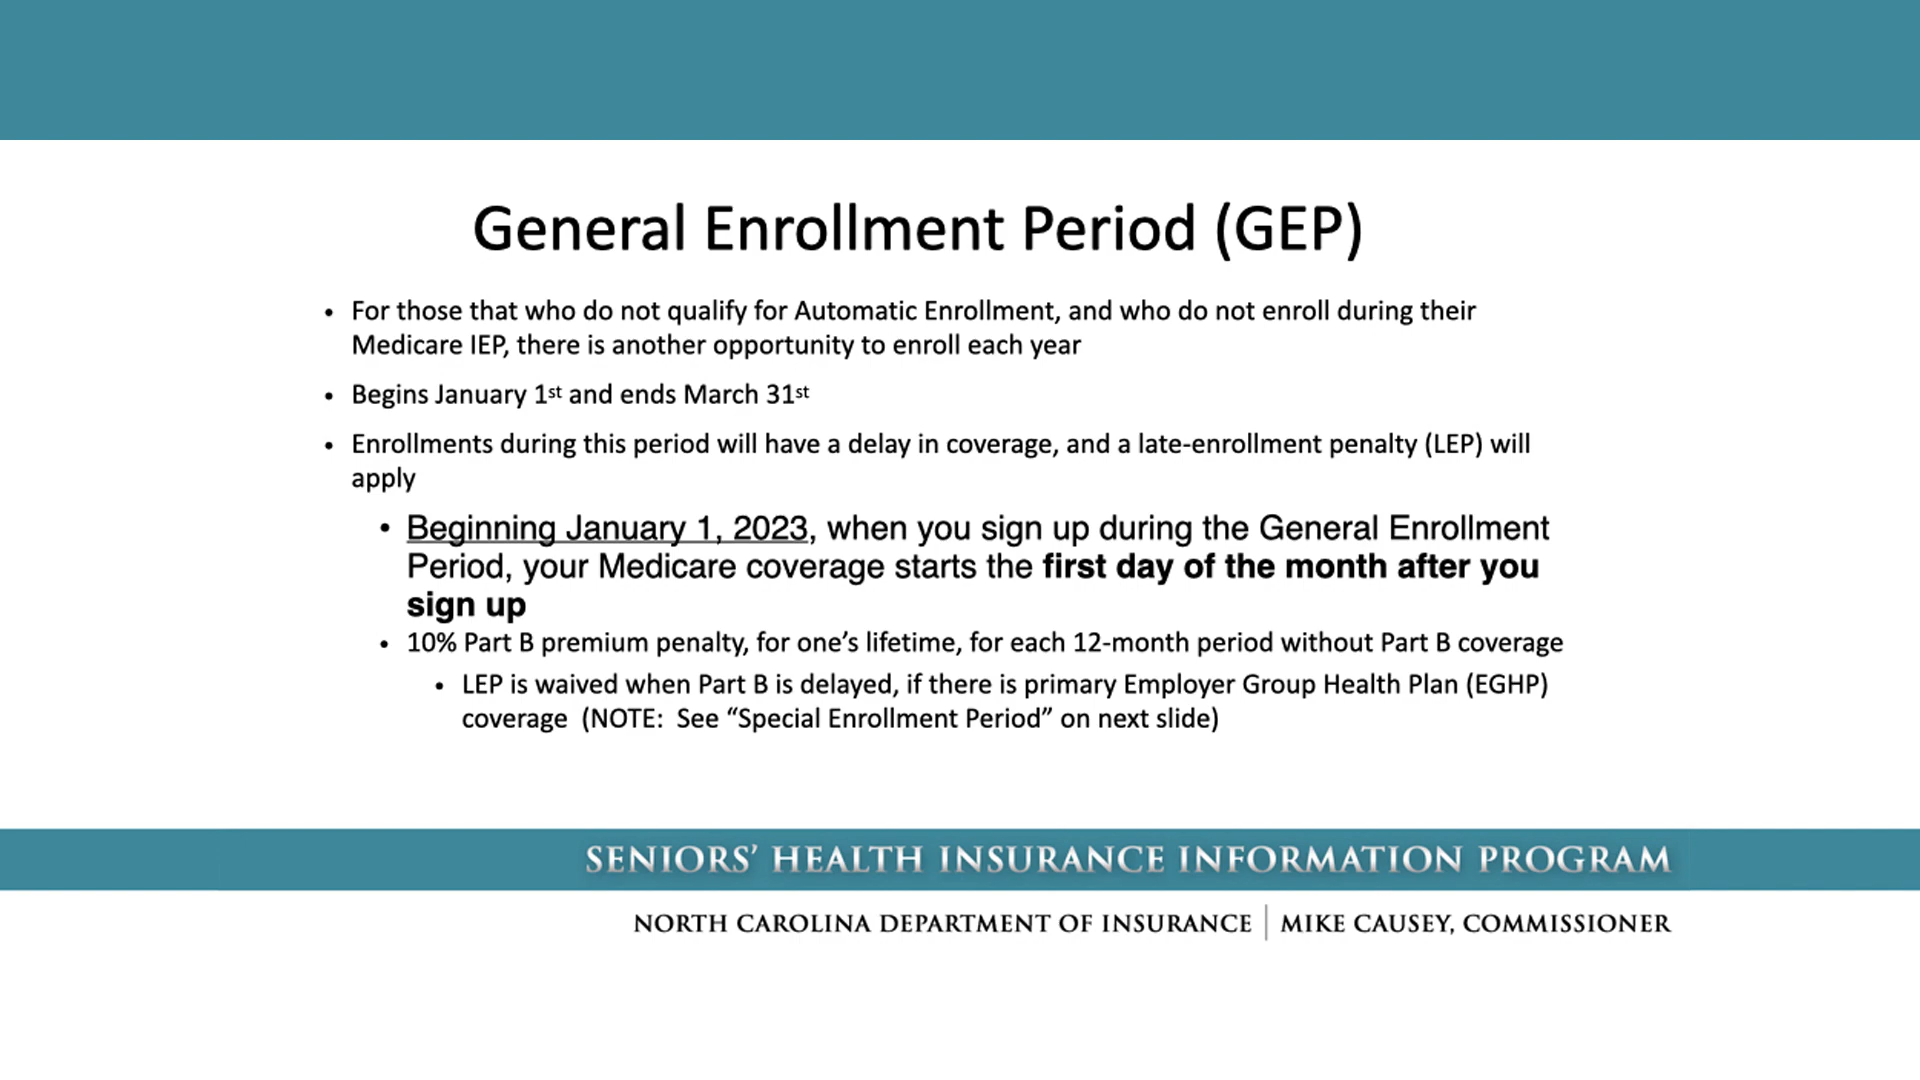 General Enrollment Period (GEP)
• For those that who do not qualify for Automatic Enrollment, and who do not enroll during their
Medicare IEP, there is another opportunity to enroll each year
• Begins January 1st and ends March 31st
• Enrollments during this period will have a delay in coverage, and a late-enrollment penalty (LEP) will
apply
• Beginning January 1, 2023, when you sign up during the General Enrollment
Period, your Medicare coverage starts the first day of the month after you
sign up
• 10% Part B premium penalty, for one’s lifetime, for each 12-month period without Part B coverage
• LEP is waived when Part B is delayed, if there is primary Employer Group Health Plan (EGHP)
coverage (NOTE: See “Special Enrollment Period” on next slide)
SENIORS’ HEALTH INSURANCE INFORMATION PROGRAM
NORTH CAROLINA DEPARTMENT OF INSURANCE | MIKE CAUSEY, COMMISSIONER